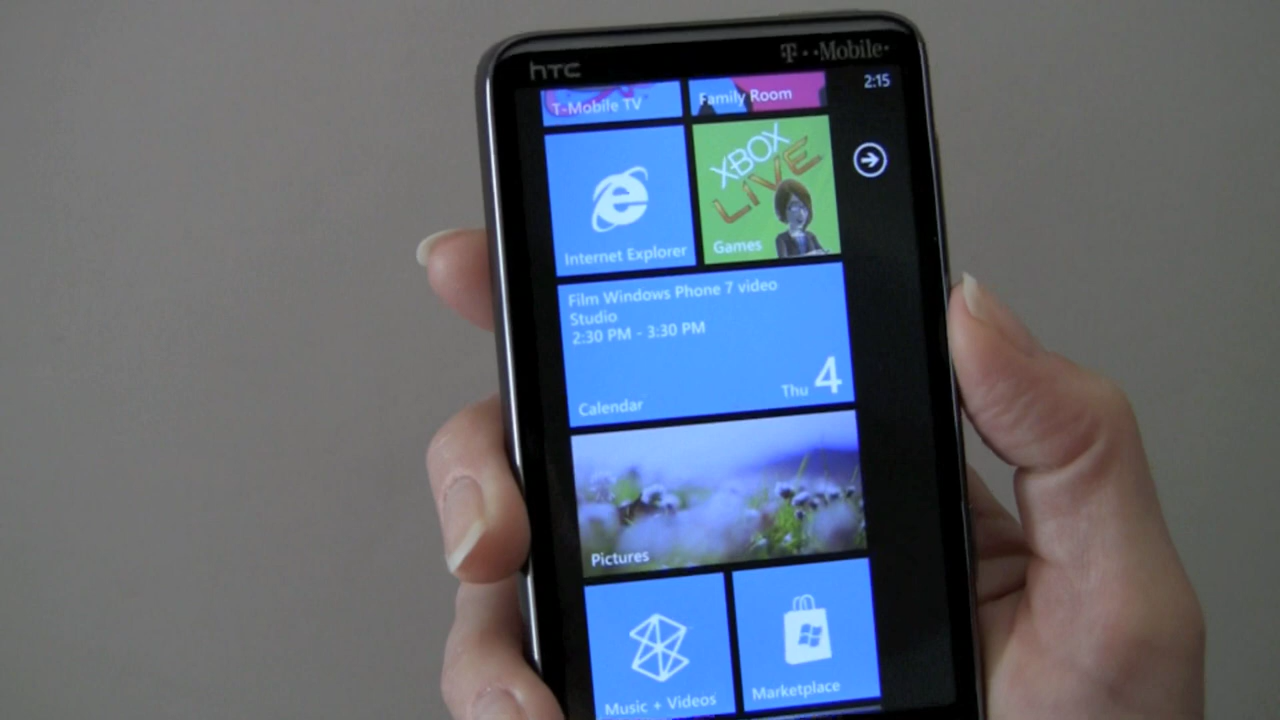 hTC
T··Mobile·
2:15
T-Mobile TV
Family Room
XBOX
LIVE
Internet Explorer
Games
Film Windows Phone 7 video
Studio
2:30 PM - 3:30 PM
Thu 4
Calendar
Pictures
Music + Videos
Marketplace